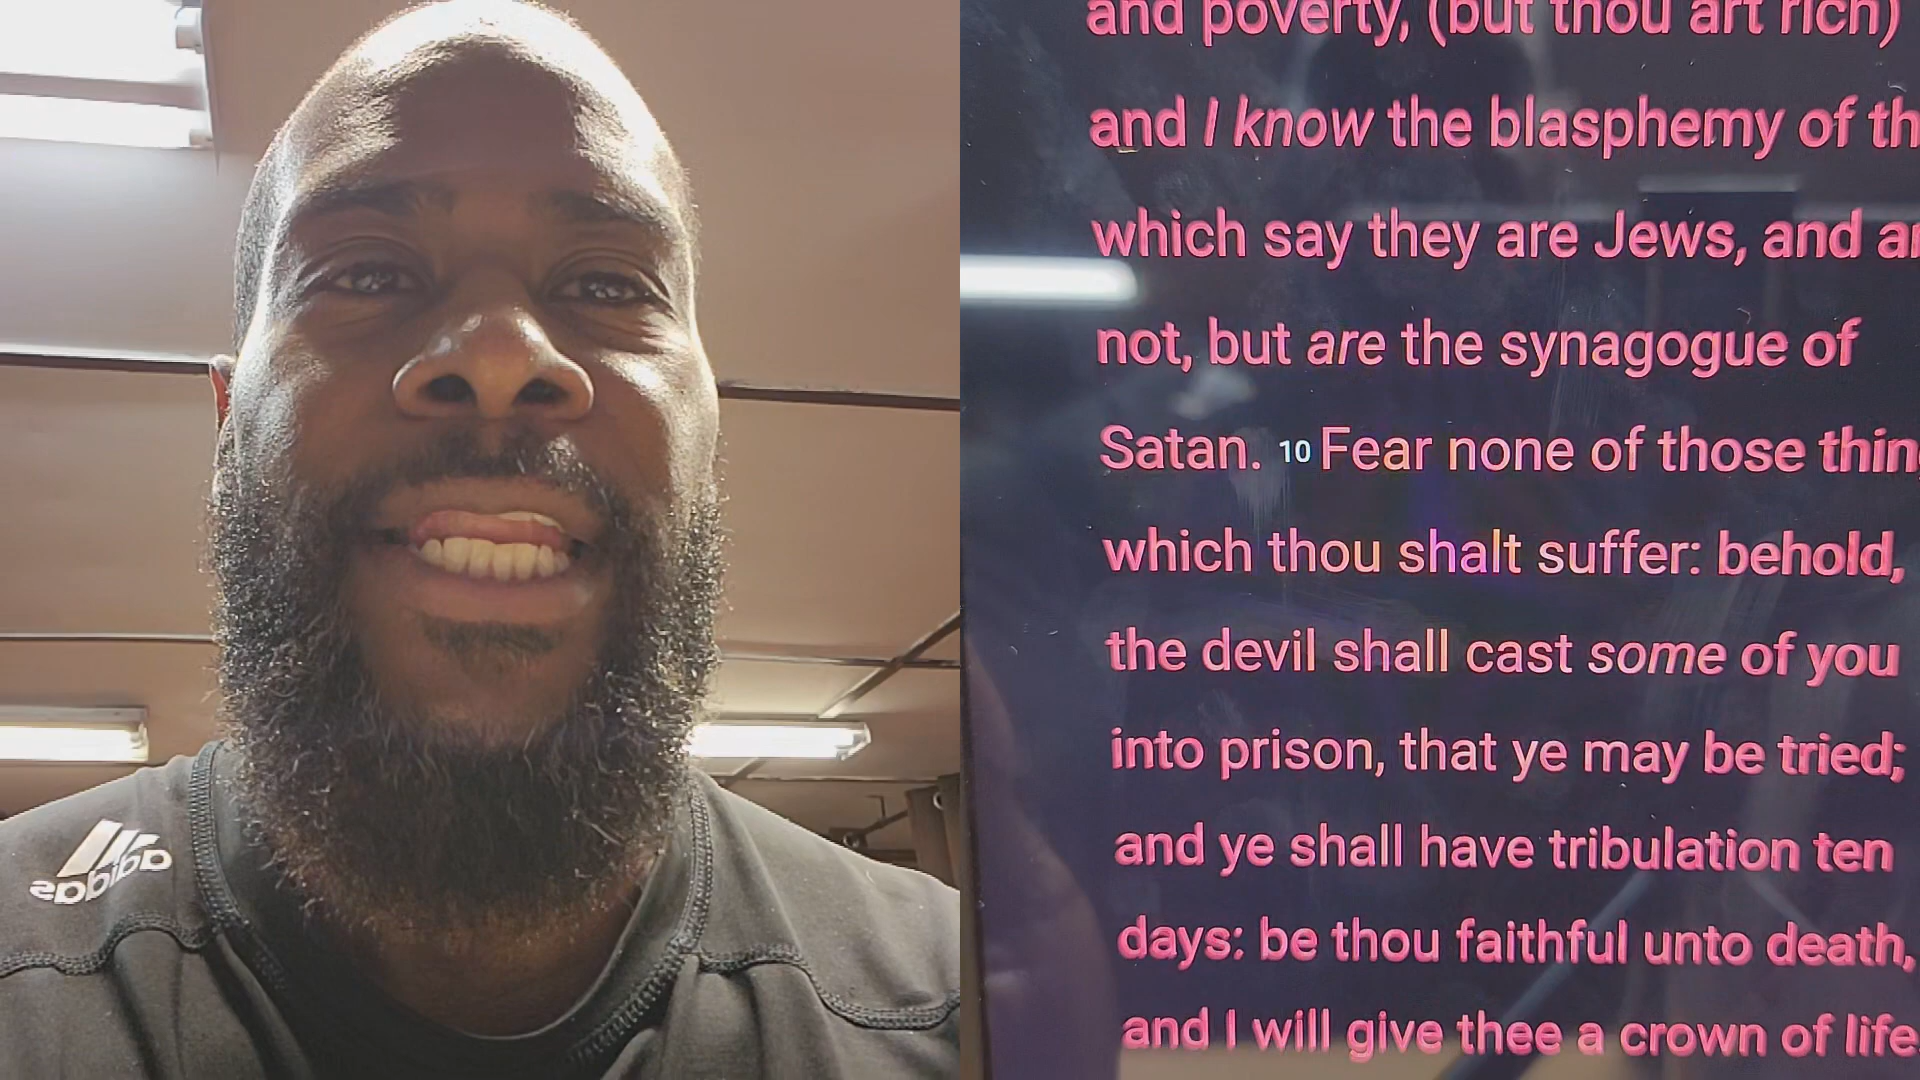 adidas
and poverty, (but thou art rich)
and I know the blasphemy of
which say they are Jews, and
not, but are the synagogue of
Satan. 10 Fear none of those
which thou shalt suffer: behold,
the devil shall cast some of you
into prison, that ye may be tried;
and ye shall have tribulation ten
days: be thou faithful unto death,
and I will give thee a crown of life